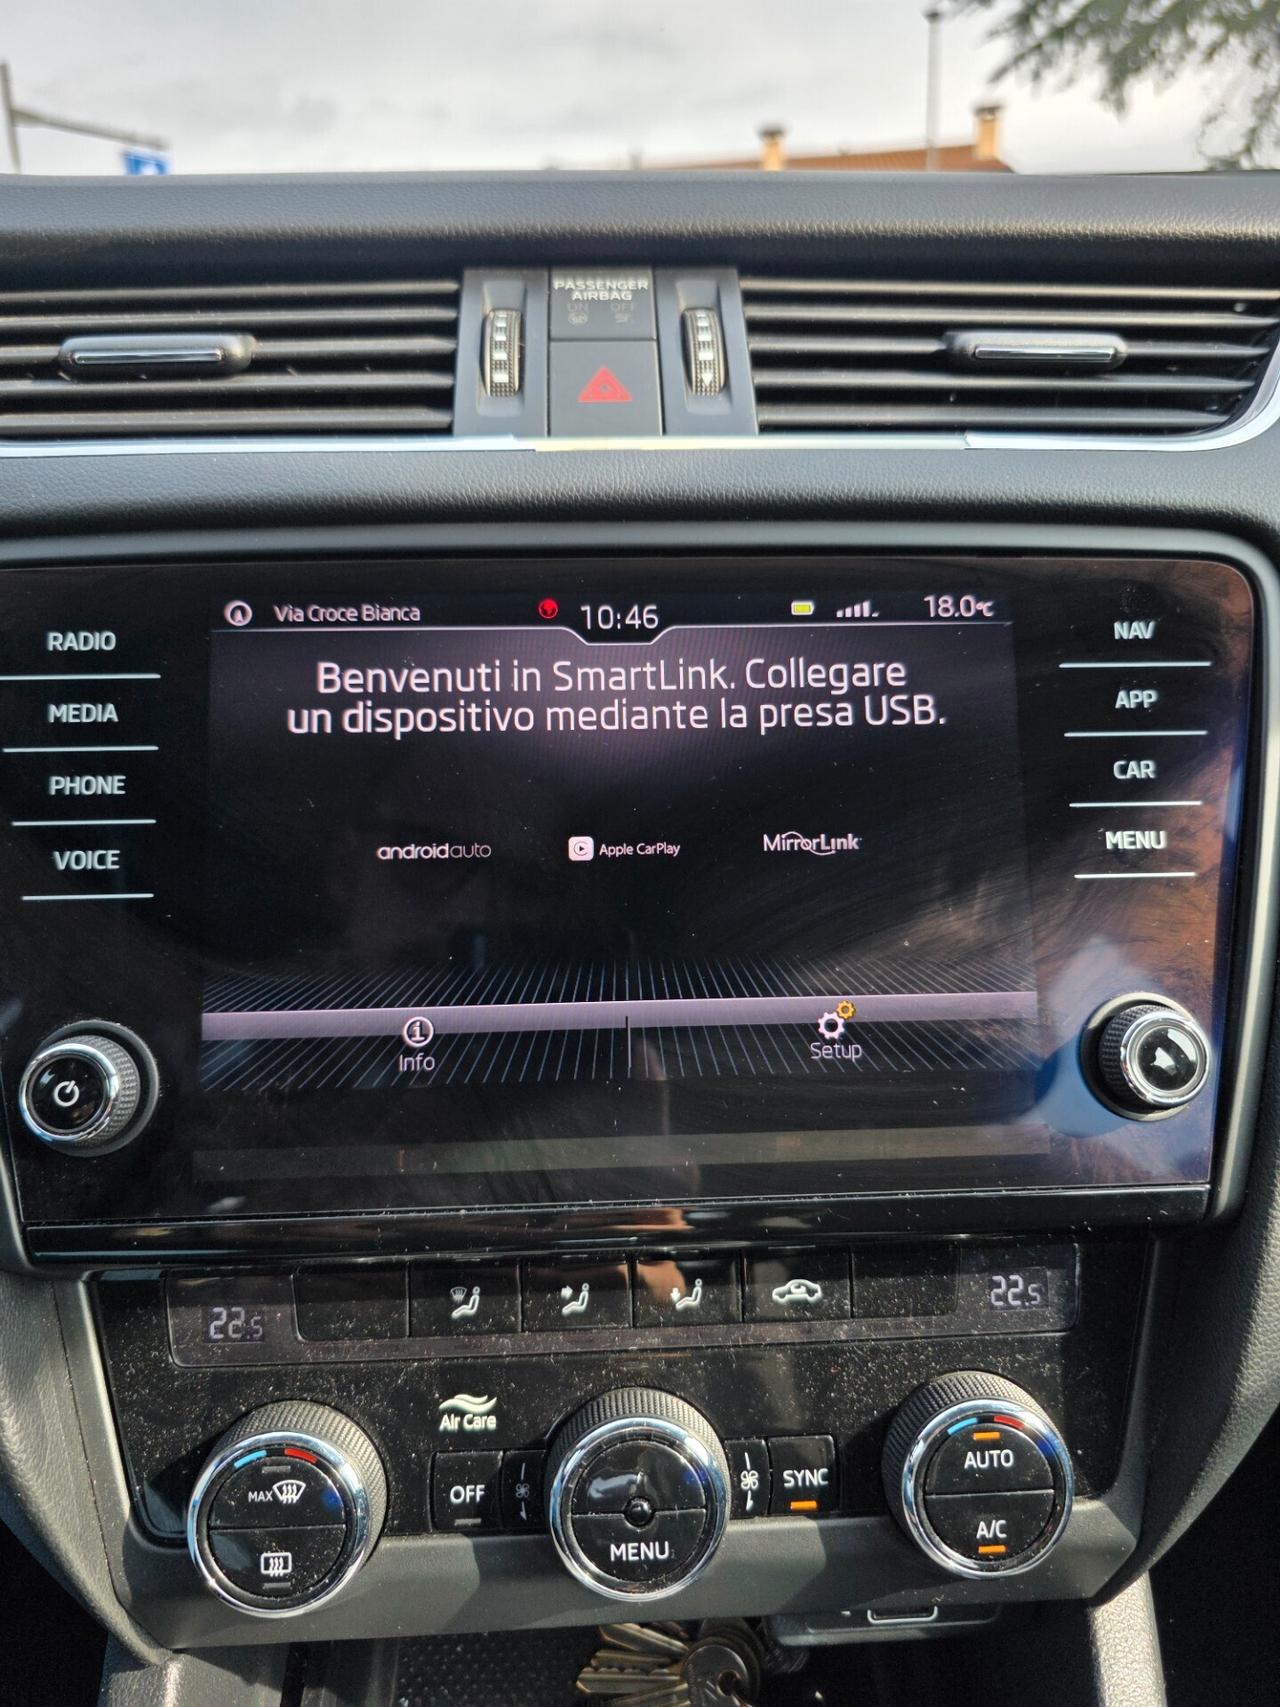 PASSENGER
AIRBAG
ON OFF
Via Croce Bianca 10:46 18.0°C
RADIO
MEDIA
PHONE
VOICE
Benvenuti in SmartLink. Collegare
un dispositivo mediante la presa USB.
androidauto Apple CarPlay MirrorLink
Info Setup
NAV
APP
CAR
MENU
22.5 22.5
Air Care
MAX
OFF
MENU
SYNC
AUTO
A/C